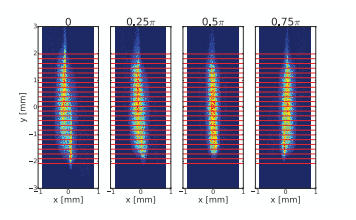 0 0.25π 0.5π 0.75π
3
2
1
0
−1
−2
−3
y [mm]
−1 0 1 −1 0 1 −1 0 1 −1 0 1
x [mm] x [mm] x [mm] x [mm]